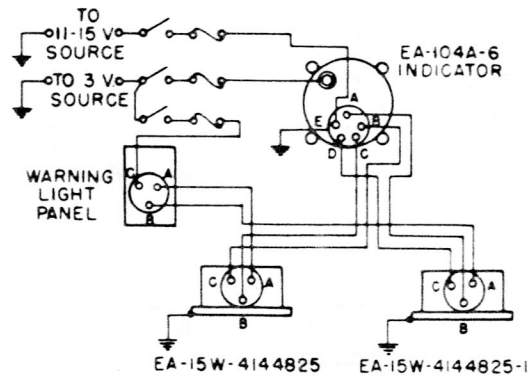 TO
11-15 V
SOURCE
TO 3 V.
SOURCE
EA-104A-6
INDICATOR
A
E
B
D
C
WARNING
LIGHT
PANEL
C
A
B
C
A
B
C
A
B
EA-15W-4144825
EA-15W-4144825-1